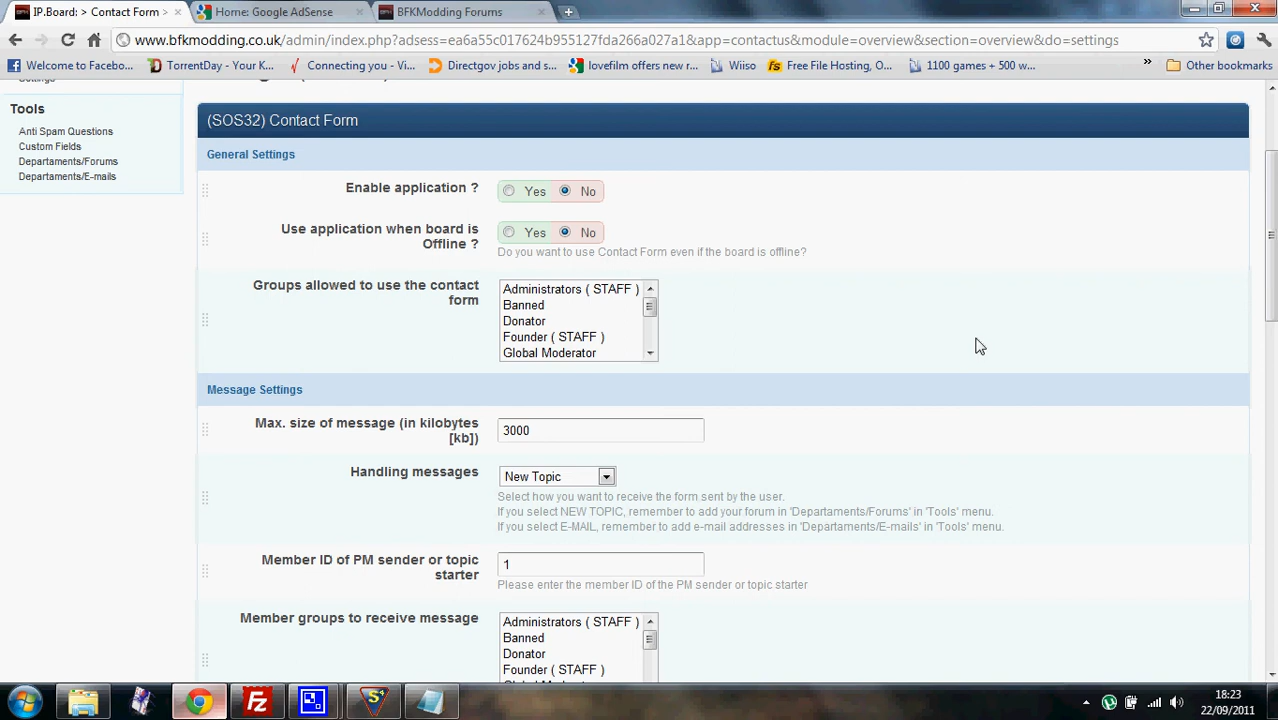 IP.Board: > Contact Form >
Home: Google AdSense
BFKModding Forums
www.bfkmodding.co.uk/admin/index.php?adsess=ea6a55c017624b955127fda266a027a1&app=contactus&module=overview&section=overview&do=settings
Welcome to Facebo...
TorrentDay - Your K...
Connecting you - Vi...
Directgov jobs and s...
lovefilm offers new r...
Wiiso
Free File Hosting, O...
1100 games + 500 w...
»
Other bookmarks
Tools
Anti Spam Questions
Custom Fields
Departaments/Forums
Departaments/E-mails
(SOS32) Contact Form
General Settings
Enable application ?
Yes No
Use application when board is
Offline ?
Yes No
Do you want to use Contact Form even if the board is offline?
Groups allowed to use the contact
form
Administrators ( STAFF )
Banned
Donator
Founder ( STAFF )
Global Moderator
Message Settings
Max. size of message (in kilobytes
[kb])
3000
Handling messages
New Topic
Select how you want to receive the form sent by the user.
If you select NEW TOPIC, remember to add your forum in 'Departaments/Forums' in 'Tools' menu.
If you select E-MAIL, remember to add e-mail addresses in 'Departaments/E-mails' in 'Tools' menu.
Member ID of PM sender or topic
starter
1
Please enter the member ID of the PM sender or topic starter
Member groups to receive message
Administrators ( STAFF )
Banned
Donator
Founder ( STAFF )
18:23
22/09/2011